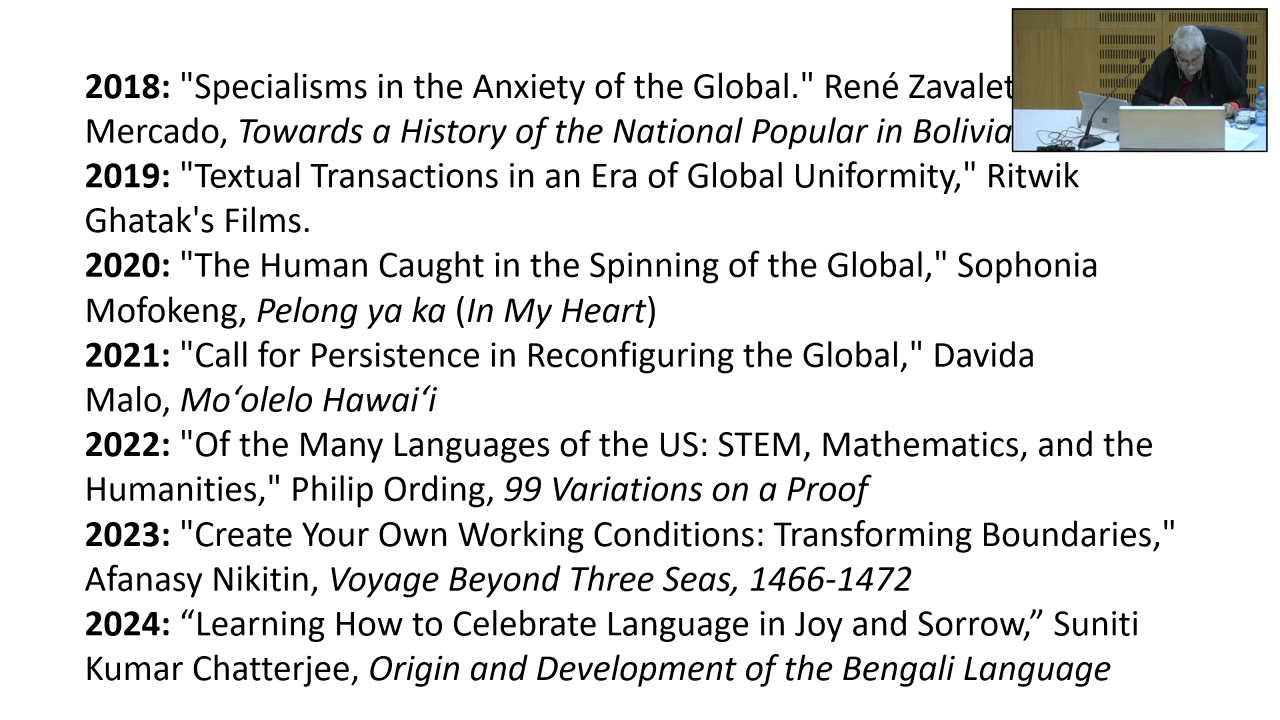 2018: "Specialisms in the Anxiety of the Global." René Zavalet
Mercado, Towards a History of the National Popular in Bolivia
2019: "Textual Transactions in an Era of Global Uniformity," Ritwik
Ghatak's Films.
2020: "The Human Caught in the Spinning of the Global," Sophonia
Mofokeng, Pelong ya ka (In My Heart)
2021: "Call for Persistence in Reconfiguring the Global," Davida
Malo, Moʻolelo Hawaiʻi
2022: "Of the Many Languages of the US: STEM, Mathematics, and the
Humanities," Philip Ording, 99 Variations on a Proof
2023: "Create Your Own Working Conditions: Transforming Boundaries,"
Afanasy Nikitin, Voyage Beyond Three Seas, 1466-1472
2024: “Learning How to Celebrate Language in Joy and Sorrow,” Suniti
Kumar Chatterjee, Origin and Development of the Bengali Language